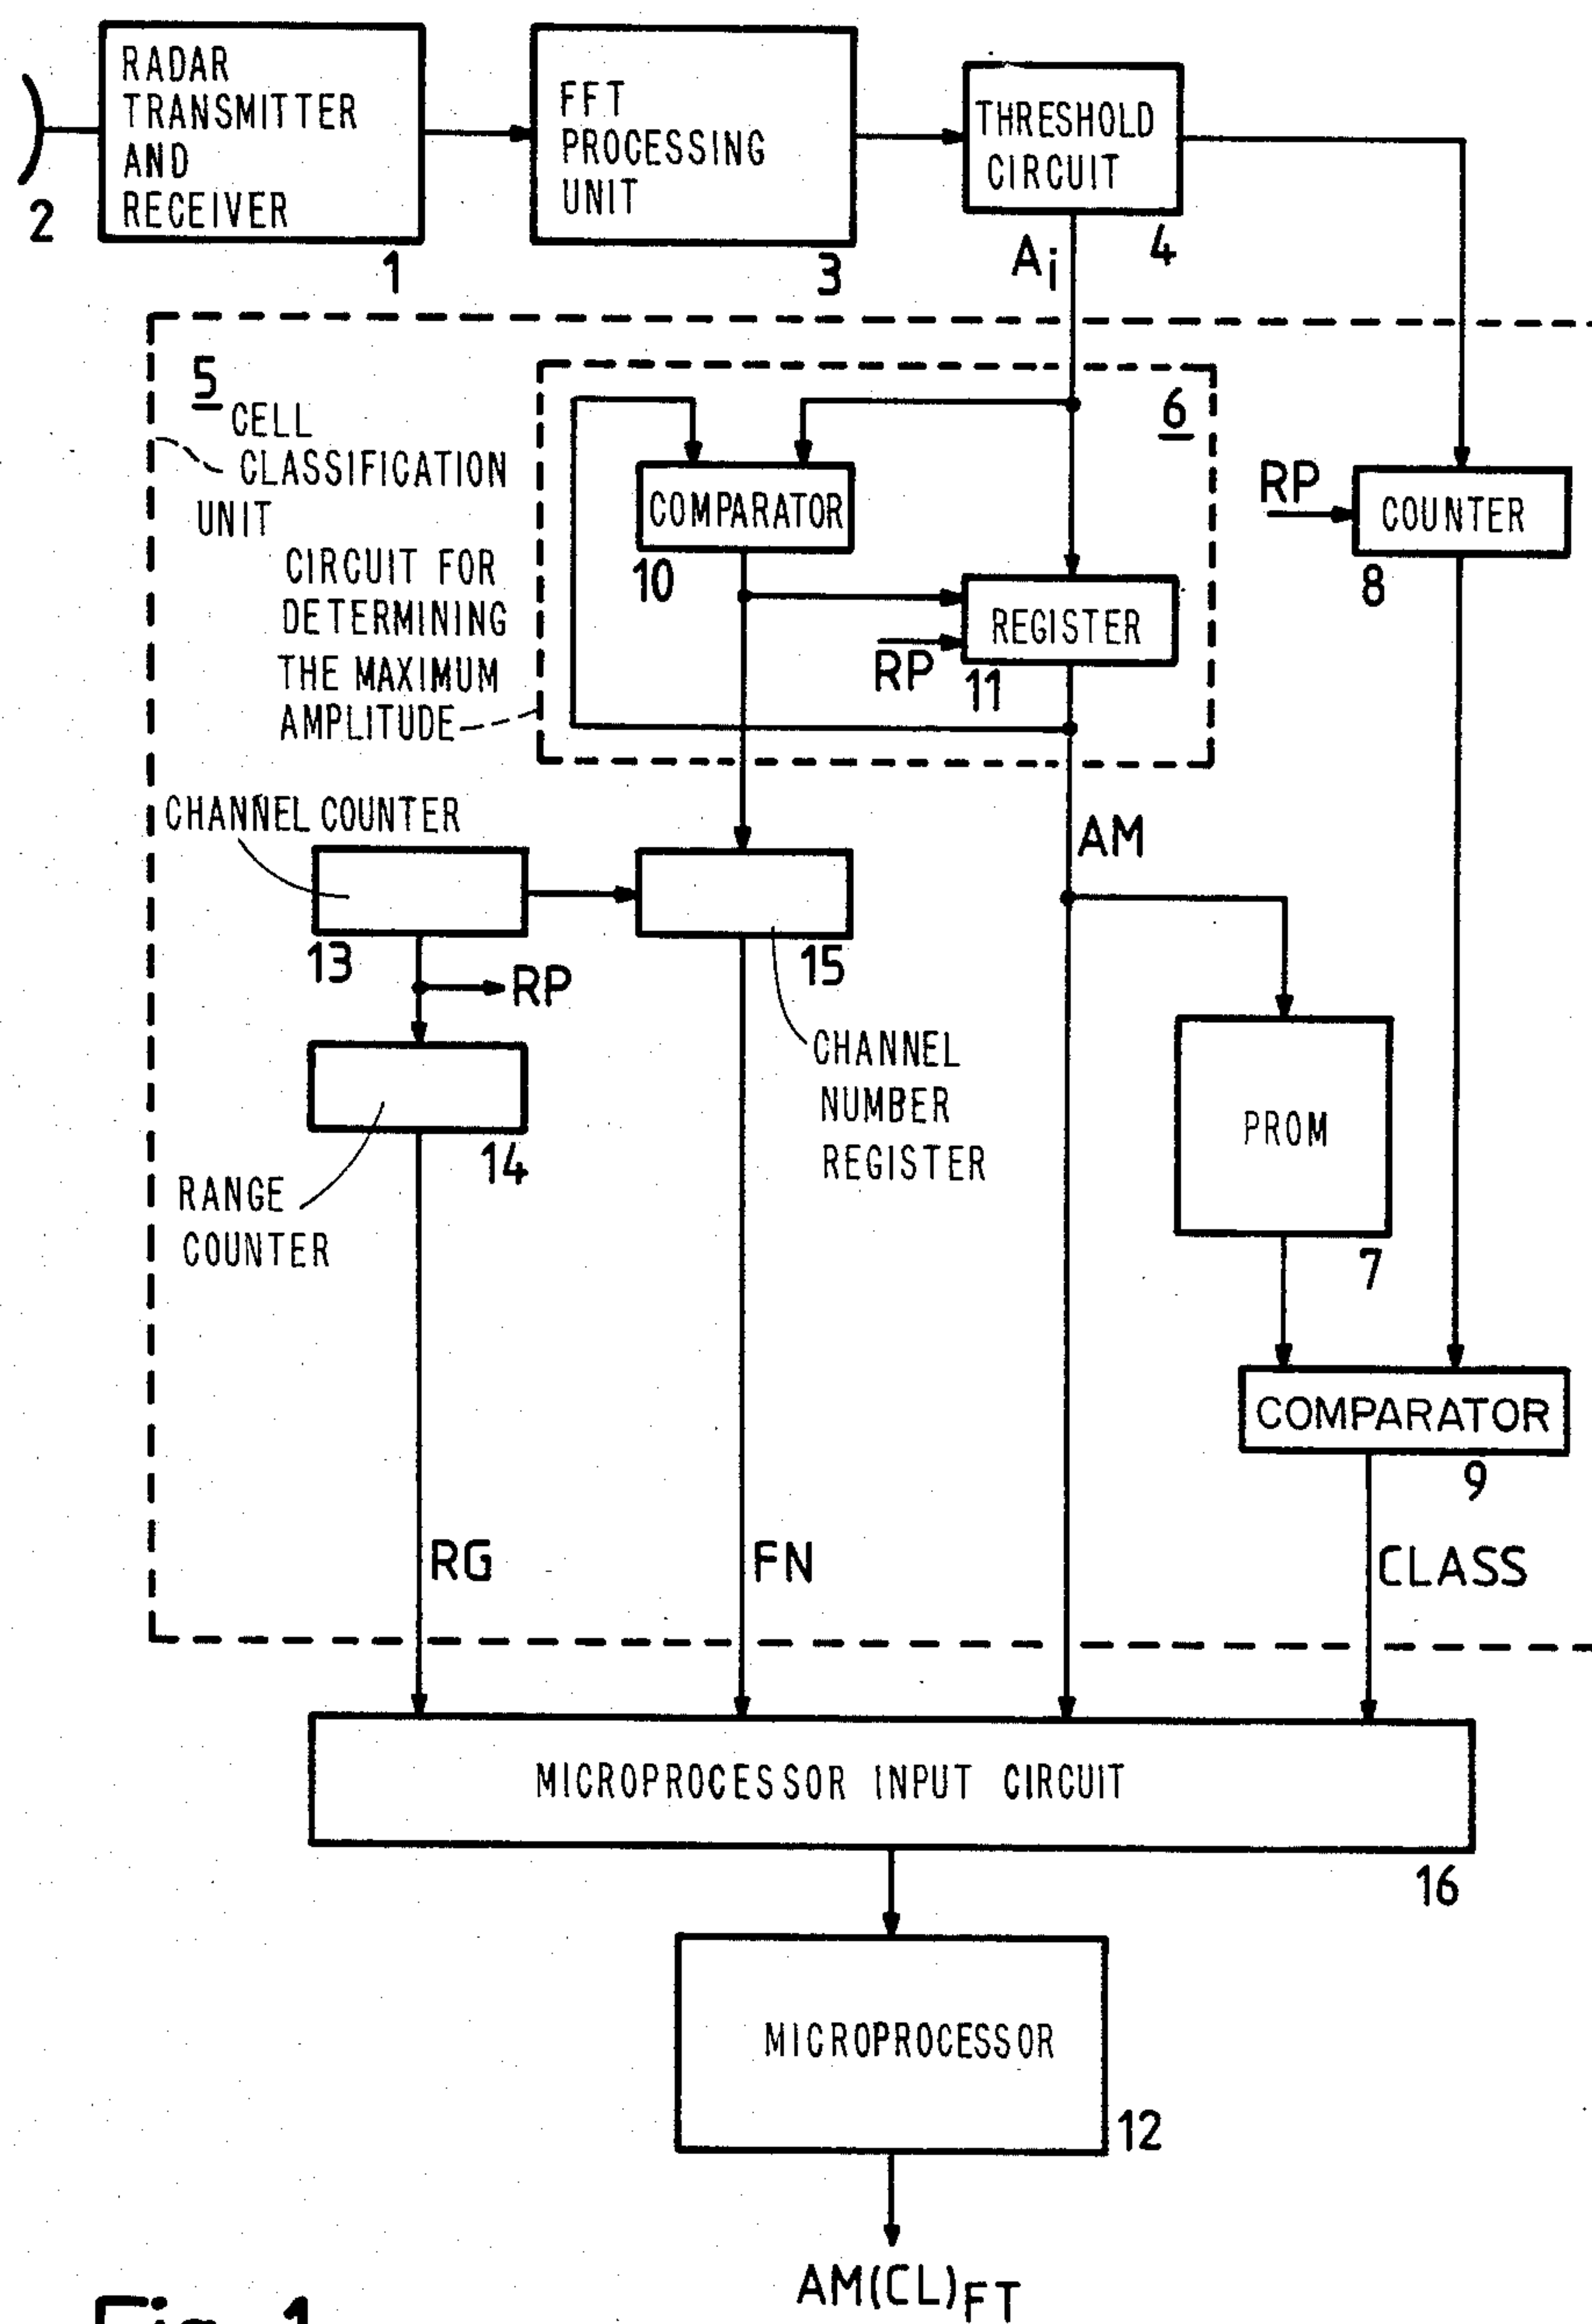 RADAR
TRANSMITTER
AND
RECEIVER
2
1
FFT
PROCESSING
UNIT
3
THRESHOLD
CIRCUIT
4
Ai
5
CELL
CLASSIFICATION
UNIT
6
COMPARATOR
10
RP
COUNTER
8
CIRCUIT FOR
DETERMINING
THE MAXIMUM
AMPLITUDE
REGISTER
RP
11
CHANNEL COUNTER
AM
13
15
RP
CHANNEL
NUMBER
REGISTER
PROM
7
14
RANGE
COUNTER
COMPARATOR
9
RG
FN
CLASS
MICROPROCESSOR INPUT CIRCUIT
16
MICROPROCESSOR
12
AM(CL)FT
Fig. 1